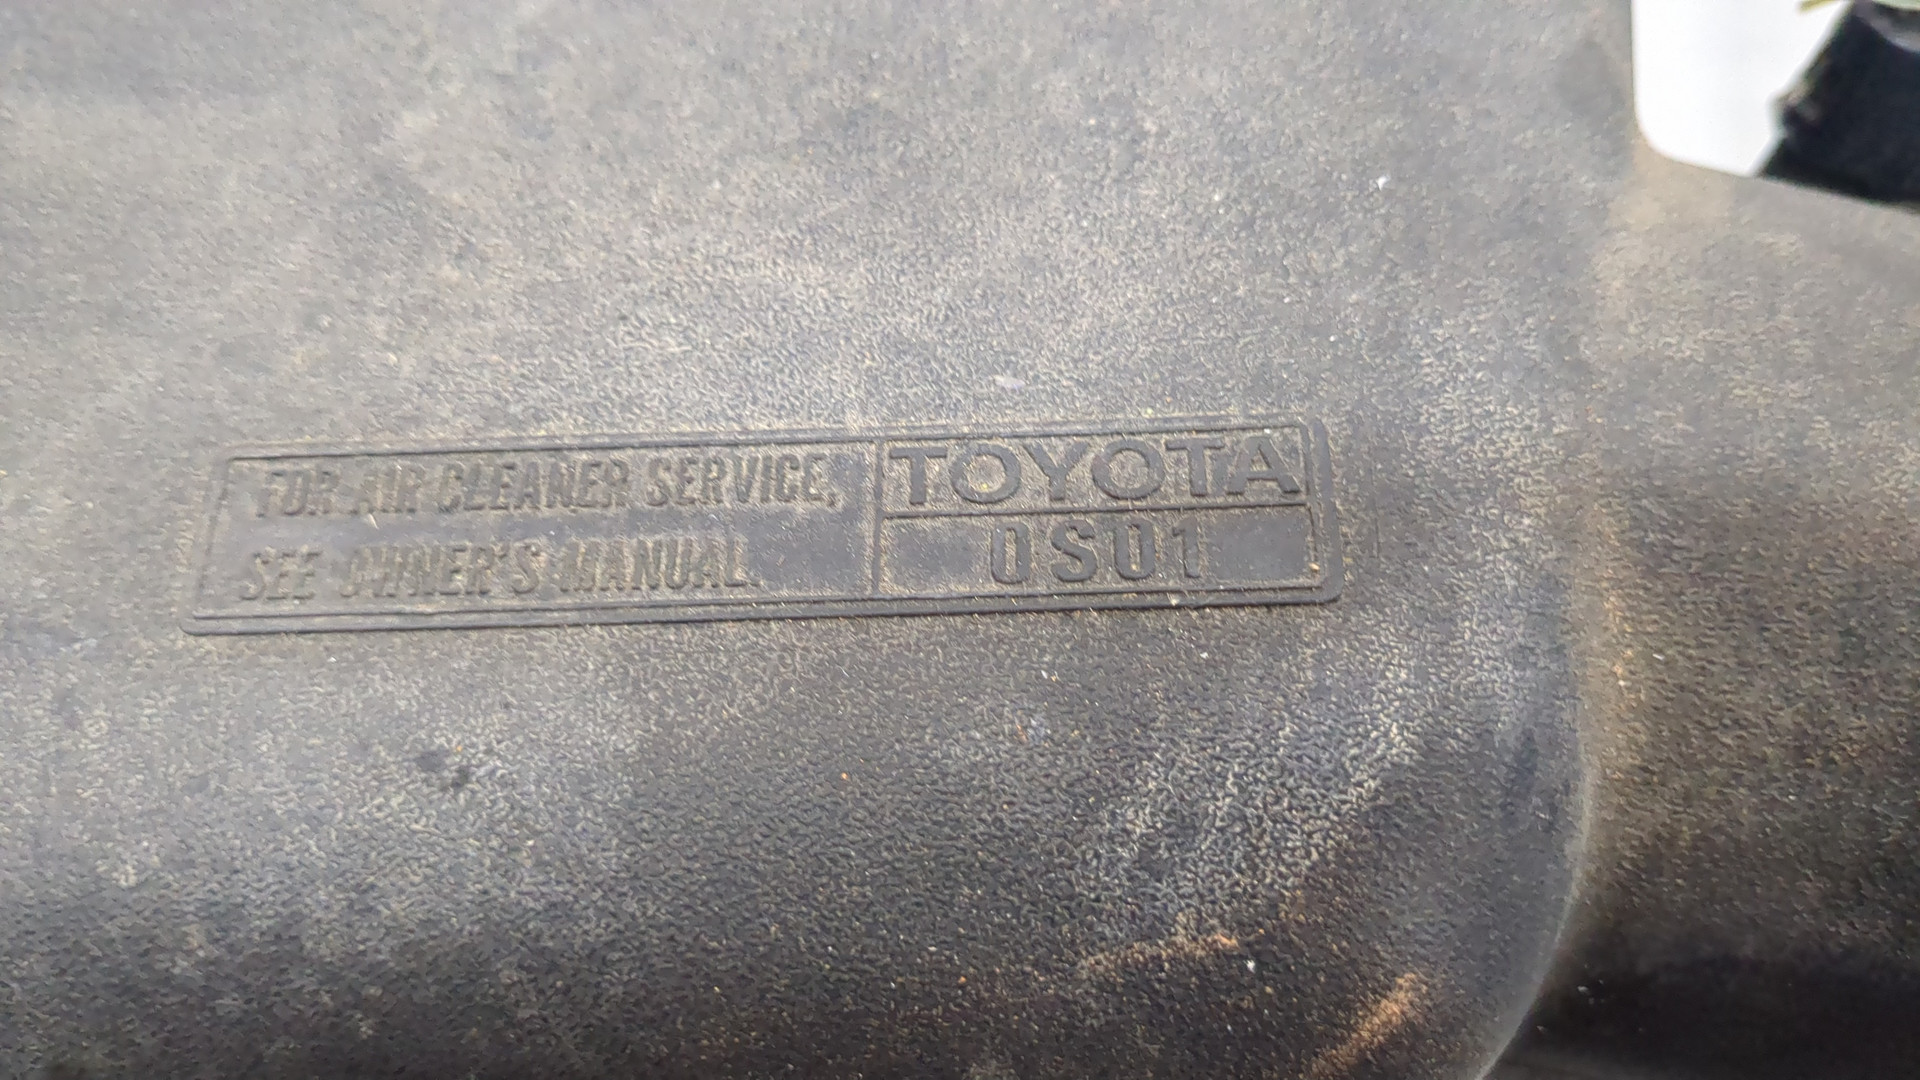 FOR AIR CLEANER SERVICE,
SEE OWNER'S MANUAL.
TOYOTA
0S01